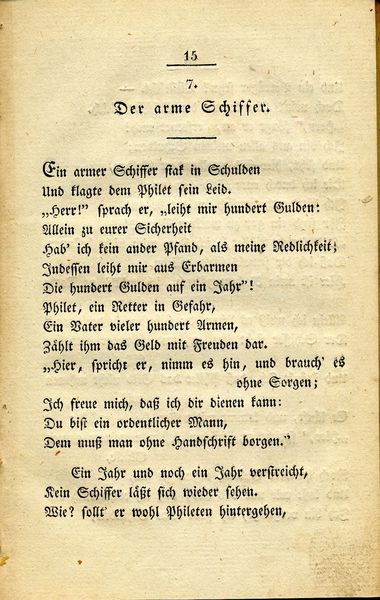 15
7.
Der arme Schiffer.
Ein armer Schiffer stak in Schulden
Und klagte dem Philet sein Leid.
„Herr!” sprach er, „leiht mir hundert Gulden:
Allein zu eurer Sicherheit
Hab' ich kein ander Pfand, als meine Redlichkeit;
Indessen leiht mir aus Erbarmen
Die hundert Gulden auf ein Jahr”!
Philet, ein Retter in Gefahr,
Ein Vater vieler hundert Armen,
Zählt ihm das Geld mit Freuden dar.
„Hier, spricht er, nimm es hin, und brauch' es
ohne Sorgen;
Ich freue mich, daß ich dir dienen kann:
Du bist ein ordentlicher Mann,
Dem muß man ohne Handschrift borgen.”
Ein Jahr und noch ein Jahr verstreicht,
Kein Schiffer läßt sich wieder sehen.
Wie? sollt' er wohl Phileten hintergehen,